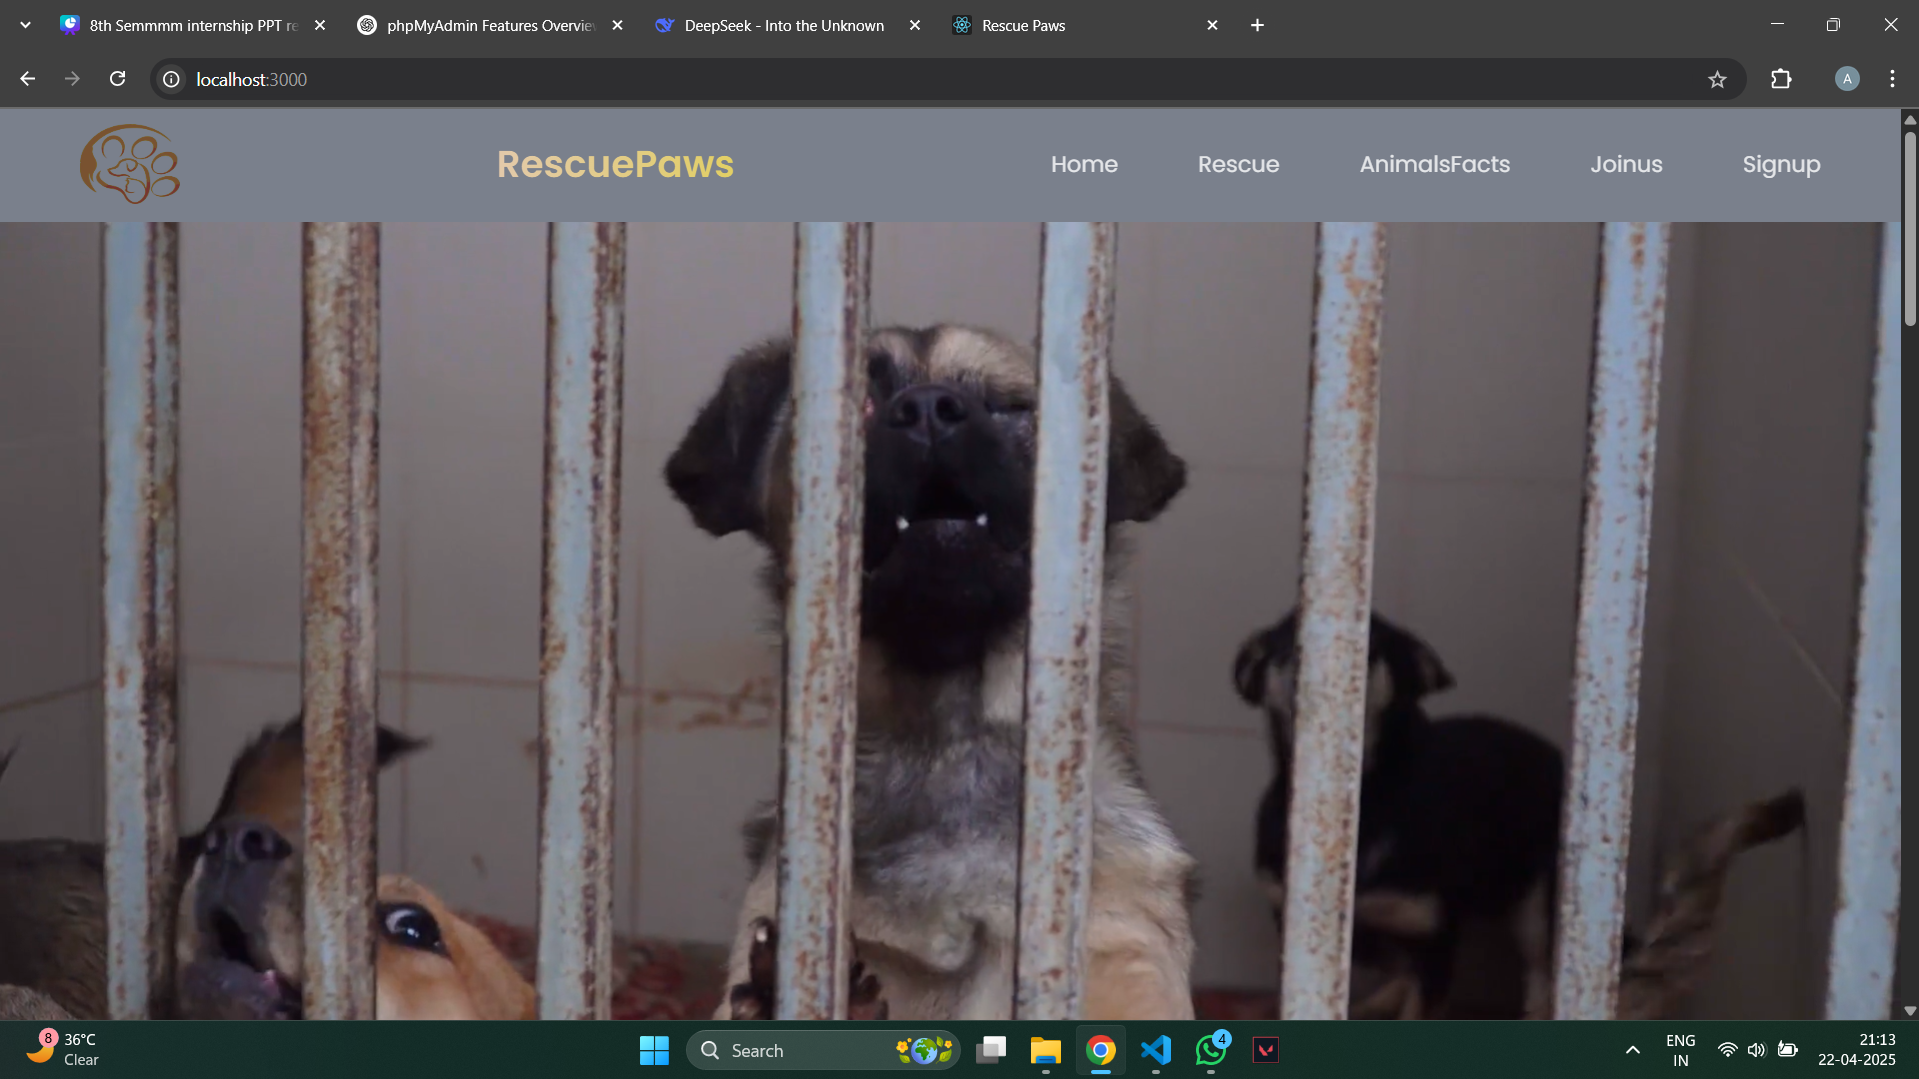 8th Semmmm internship PPT re
phpMyAdmin Features Overvie
DeepSeek - Into the Unknown
Rescue Paws
localhost:3000
A
RescuePaws
Home
Rescue
AnimalsFacts
Joinus
Signup
8
36°C
Clear
Search
4
ENG
IN
21:13
22-04-2025